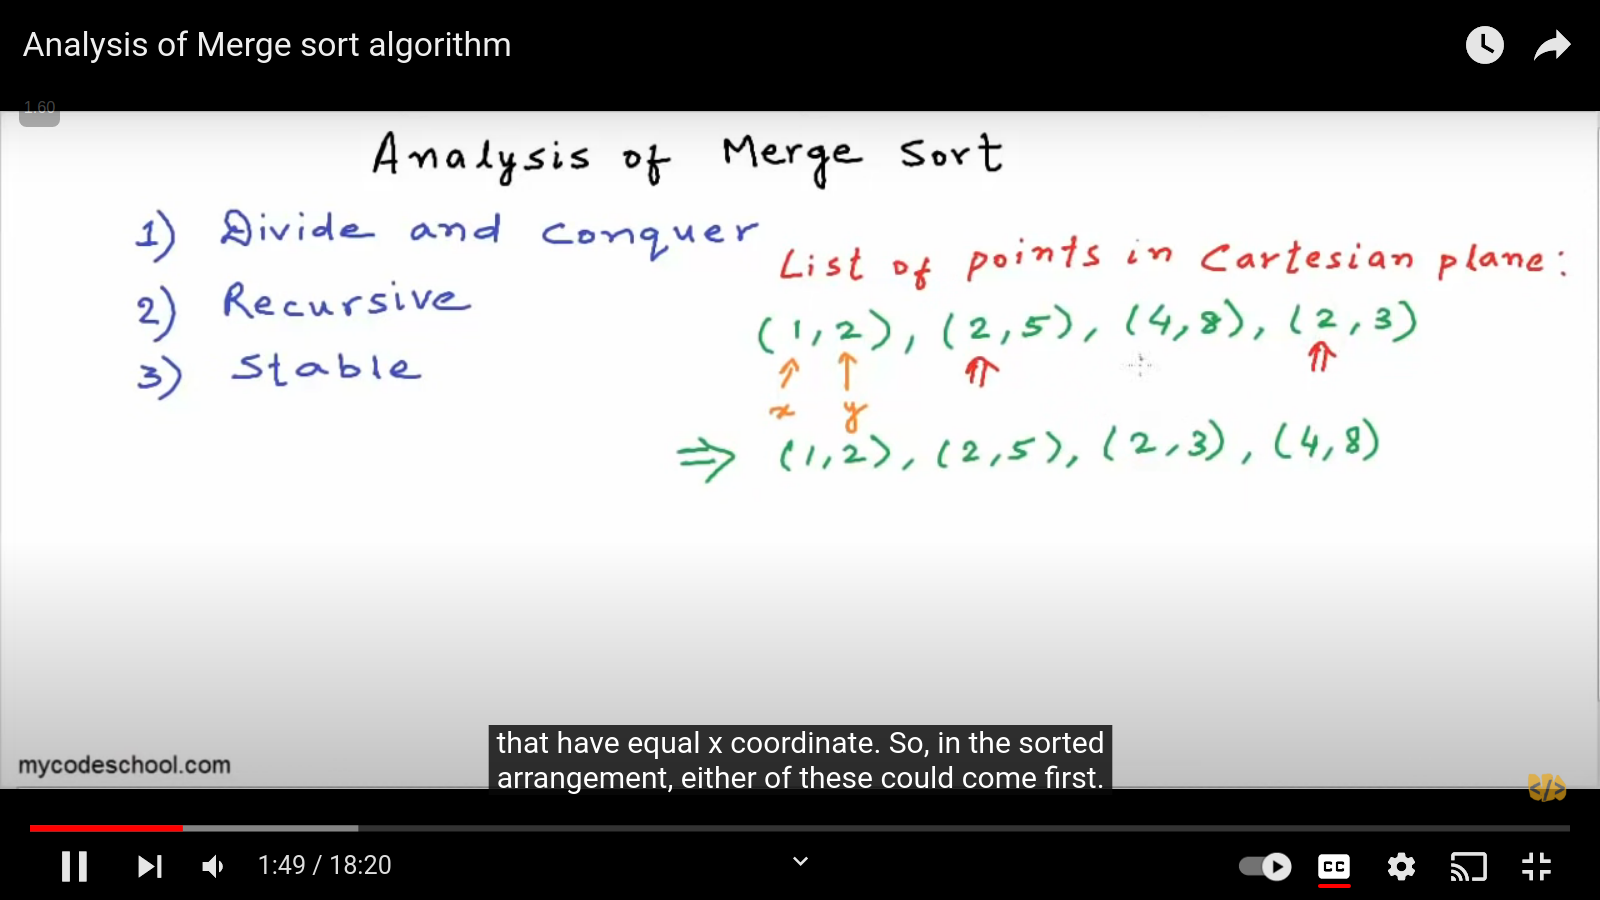 Analysis of Merge sort algorithm
1.60
Analysis of Merge Sort
1) Divide and conquer
List of points in Cartesian plane:
2) Recursive
(1,2), (2,5), (4,8), (2,3)
3) Stable
x y
⇒ (1,2), (2,5), (2,3), (4,8)
that have equal x coordinate. So, in the sorted
arrangement, either of these could come first.
mycodeschool.com
</>
1:49 / 18:20
CC